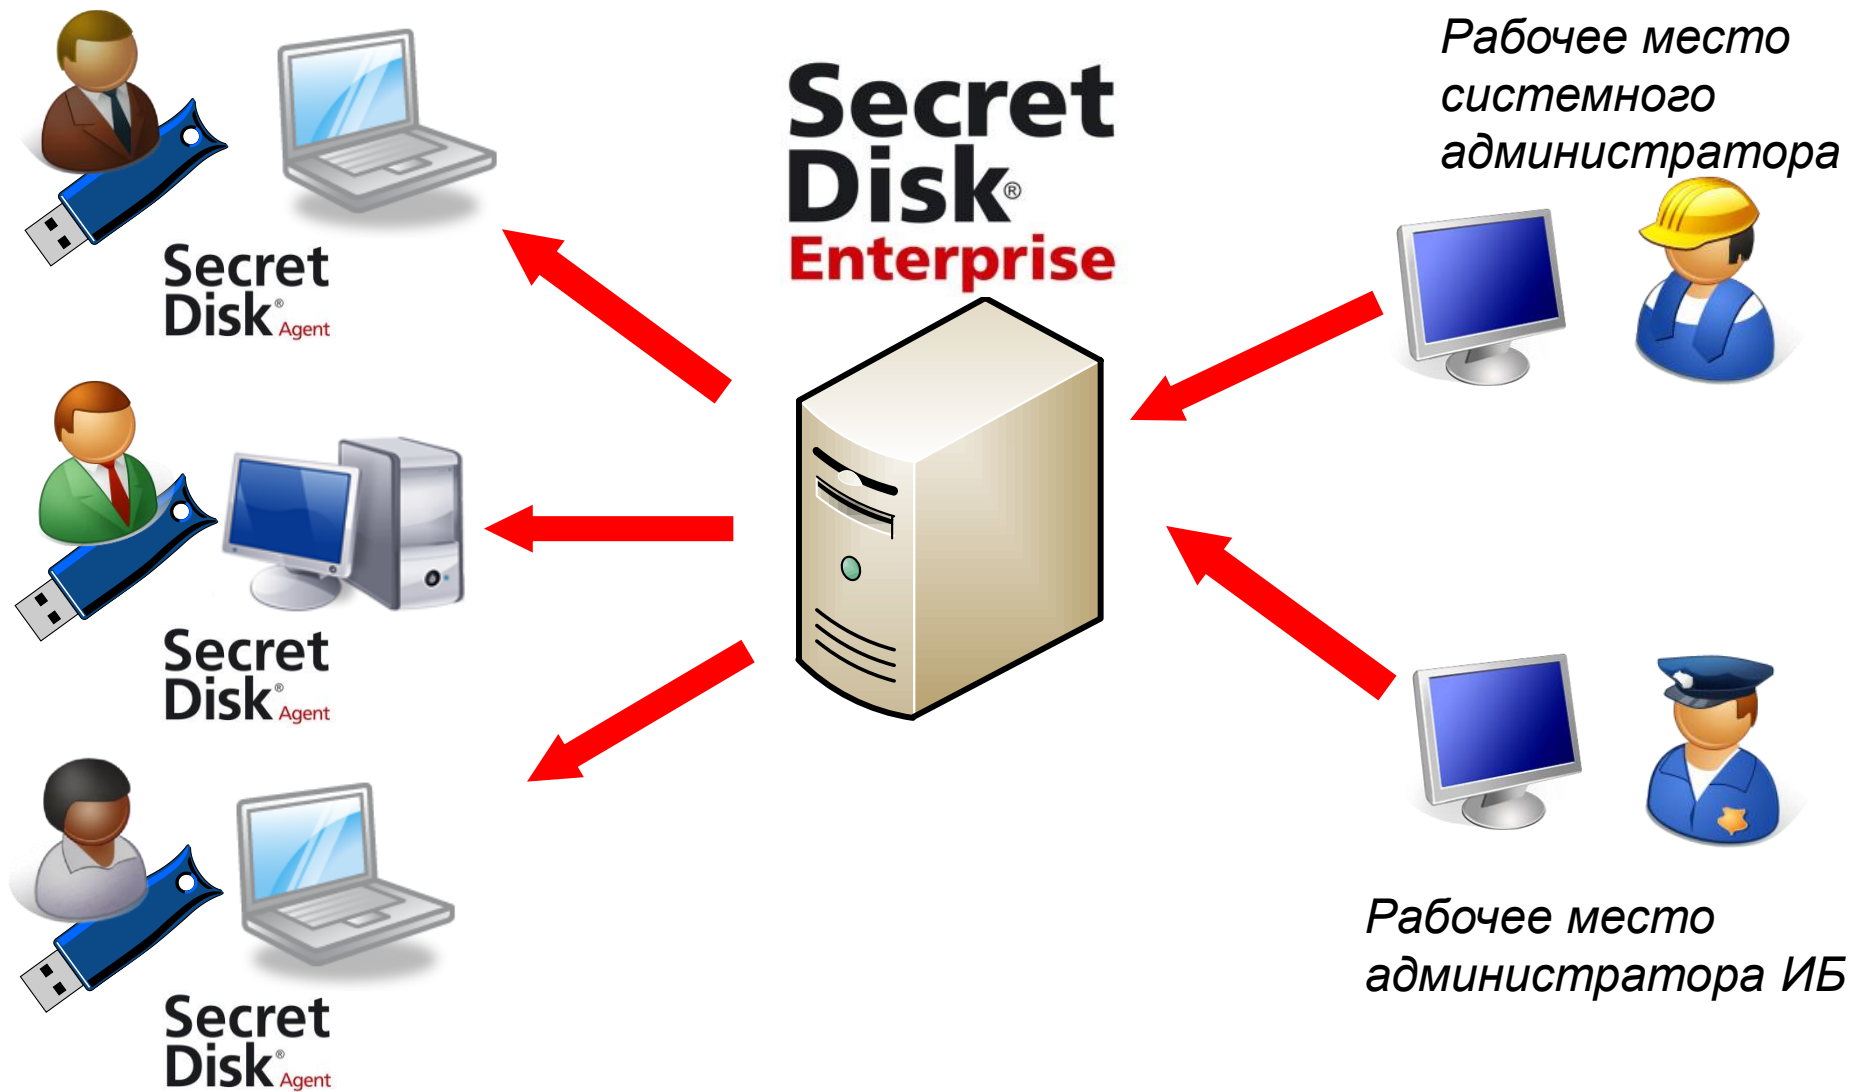 Secret
Disk® Agent
Secret
Disk® Agent
Secret
Disk® Agent
Secret
Disk®
Enterprise
Рабочее место
системного
администратора
Рабочее место
администратора ИБ